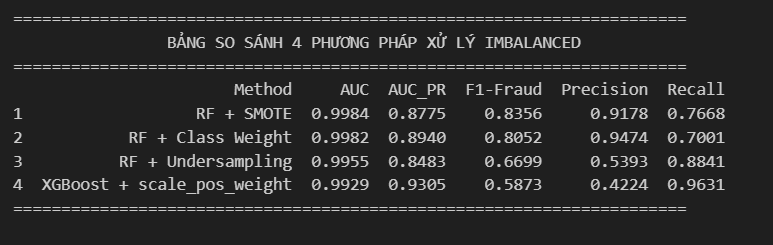 ================================================================
BẢNG SO SÁNH 4 PHƯƠNG PHÁP XỬ LÝ IMBALANCED
================================================================
Method AUC AUC_PR F1-Fraud Precision Recall
1 RF + SMOTE 0.9984 0.8775 0.8356 0.9178 0.7668
2 RF + Class Weight 0.9982 0.8940 0.8052 0.9474 0.7001
3 RF + Undersampling 0.9955 0.8483 0.6699 0.5393 0.8841
4 XGBoost + scale_pos_weight 0.9929 0.9305 0.5873 0.4224 0.9631
================================================================